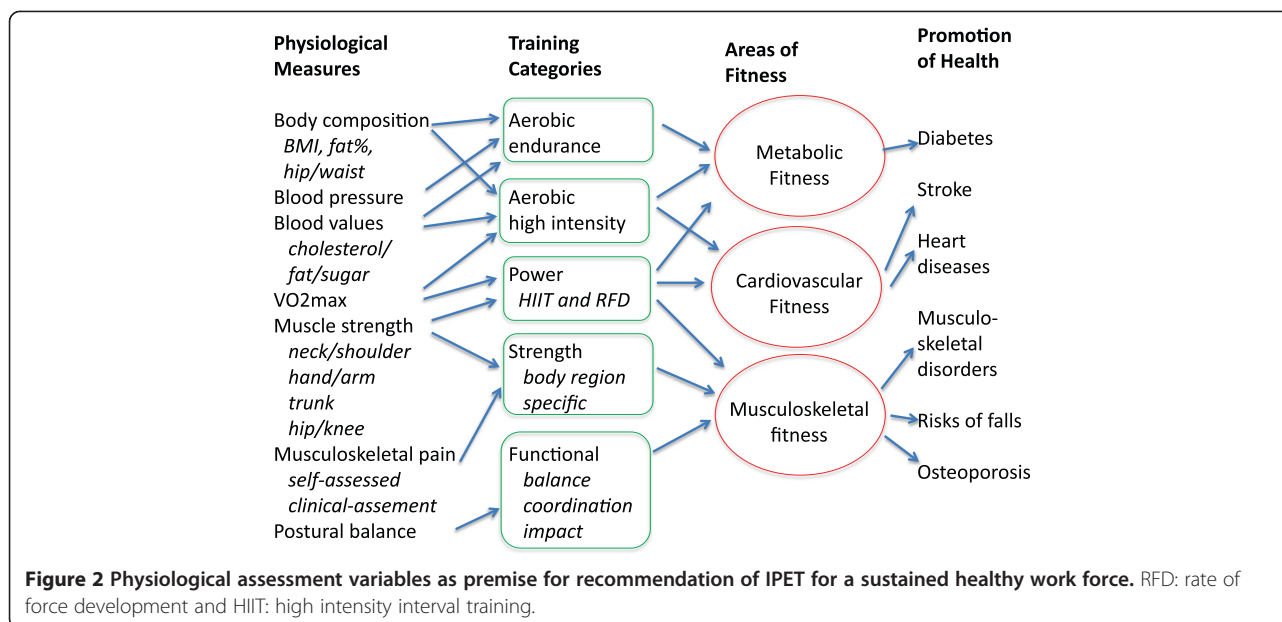 Physiological
Measures
Body composition
BMI, fat%,
hip/waist
Blood pressure
Blood values
cholesterol/
fat/sugar
VO2max
Muscle strength
neck/shoulder
hand/arm
trunk
hip/knee
Musculoskeletal pain
self-assessed
clinical-assement
Postural balance
Training
Categories
Aerobic
endurance
Aerobic
high intensity
Power
HIIT and RFD
Strength
body region
specific
Functional
balance
coordination
impact
Areas of
Fitness
Metabolic
Fitness
Cardiovascular
Fitness
Musculoskeletal
fitness
Promotion
of Health
Diabetes
Stroke
Heart
diseases
Musculo-
skeletal
disorders
Risks of falls
Osteoporosis
Figure 2 Physiological assessment variables as premise for recommendation of IPET for a sustained healthy work force. RFD: rate of
force development and HIIT: high intensity interval training.